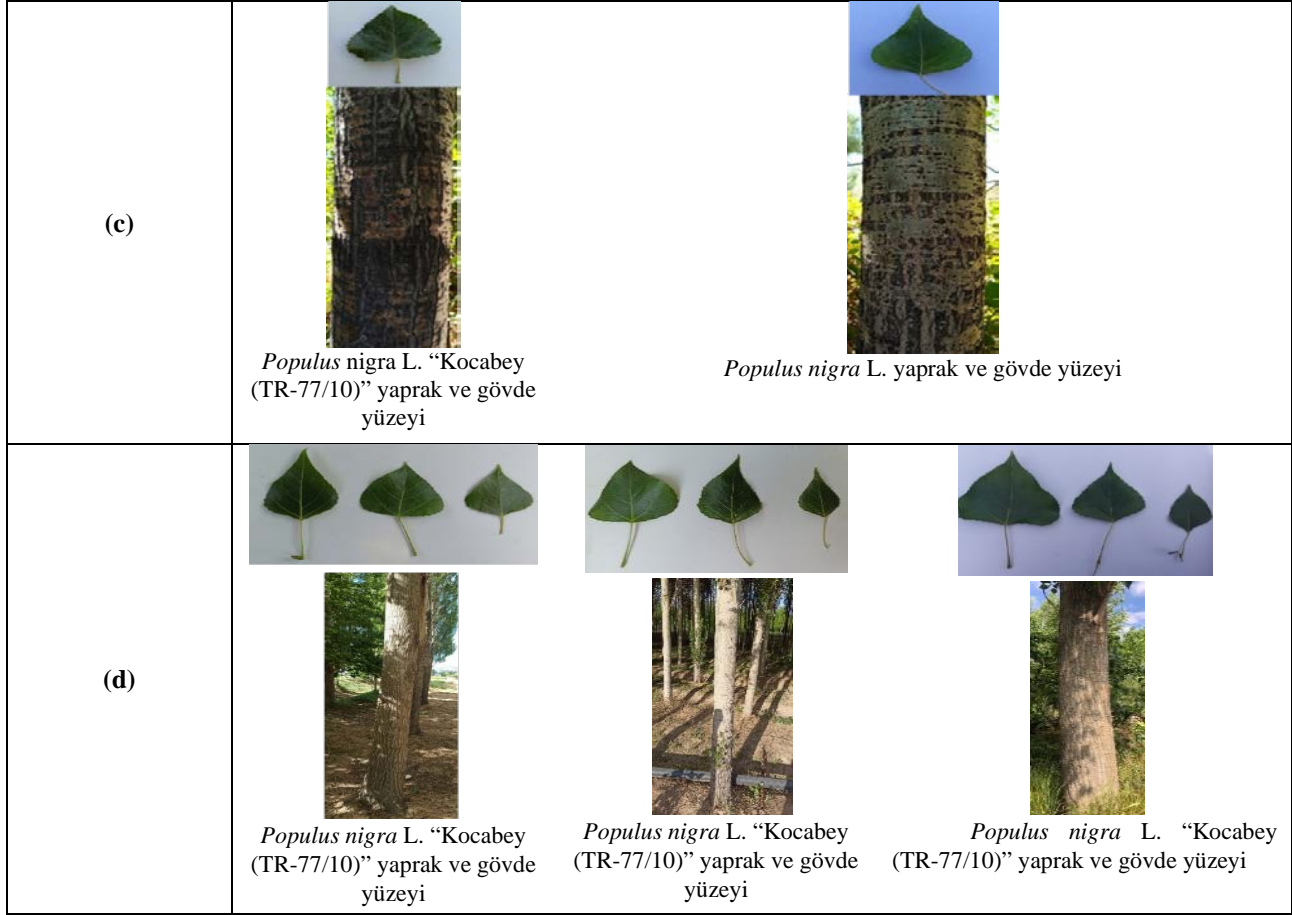 (c)
Populus nigra L. “Kocabey
(TR-77/10)” yaprak ve gövde
yüzeyi
Populus nigra L. yaprak ve gövde yüzeyi
(d)
Populus nigra L. “Kocabey
(TR-77/10)” yaprak ve gövde
yüzeyi
Populus nigra L. “Kocabey
(TR-77/10)” yaprak ve gövde
yüzeyi
Populus nigra L. “Kocabey
(TR-77/10)” yaprak ve gövde yüzeyi